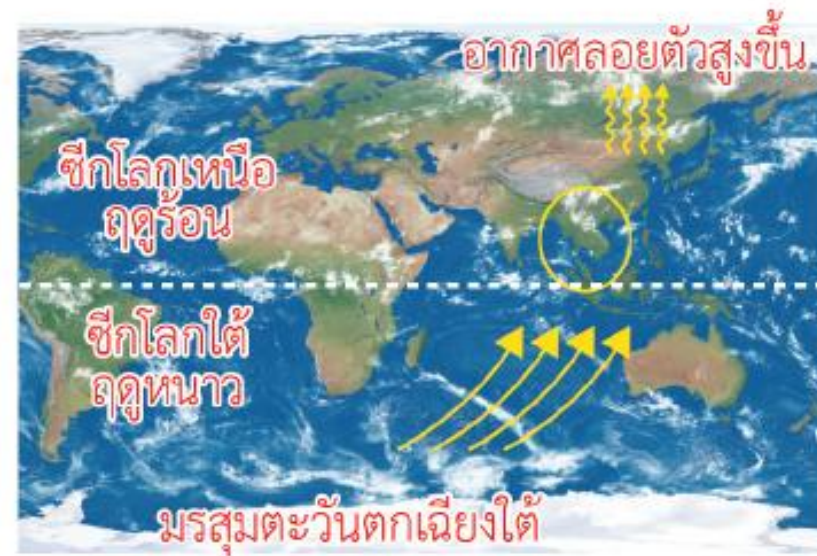 อากาศลอยตัวสูงขึ้น
ซีกโลกเหนือ
ฤดูร้อน
ซีกโลกใต้
ฤดูหนาว
มรสุมตะวันตกเฉียงใต้